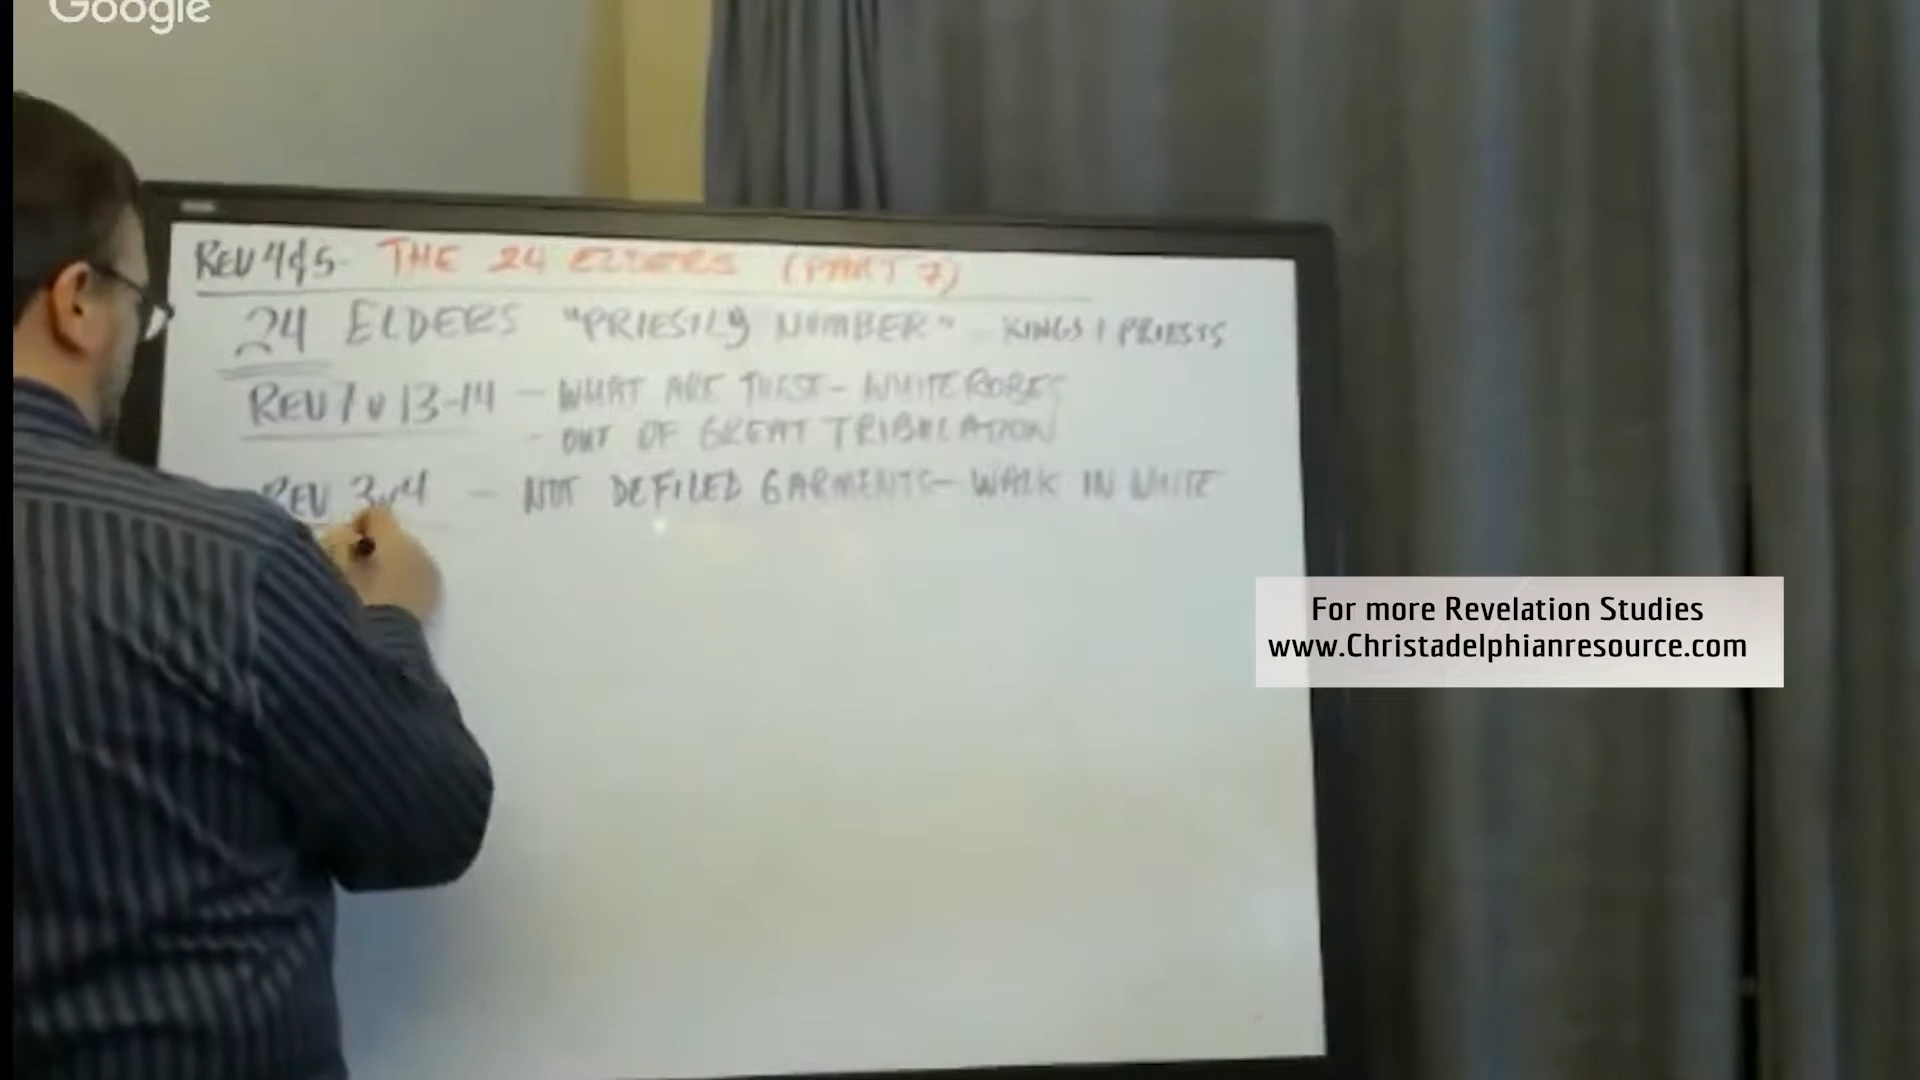 Google
REV 4&5- THE 24 ELDERS (PART 7)
24 ELDERS "PRIESTLY NUMBER" - KINGS & PRIESTS
REV 7 v 13-14 - WHAT ARE THESE - WHITE ROBES
- OUT OF GREAT TRIBULATION
REV 3v4 - NOT DEFILED GARMENTS - WALK IN WHITE
For more Revelation Studies
www.Christadelphianresource.com